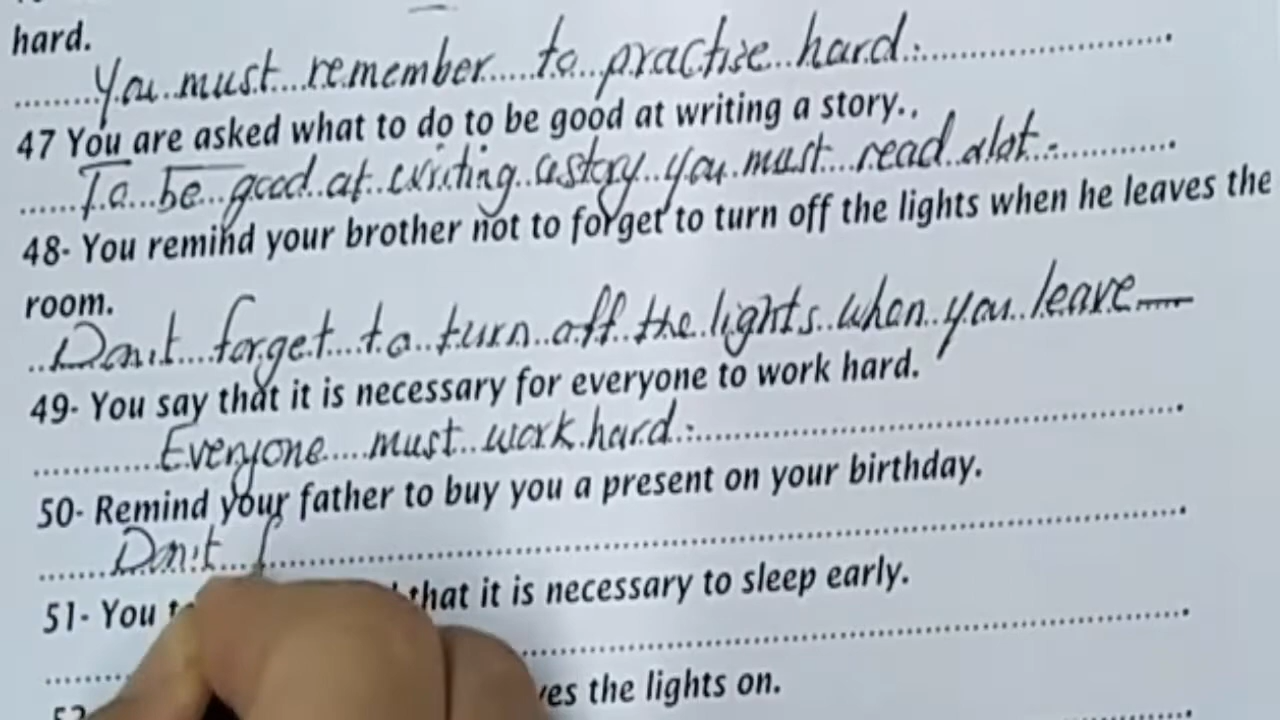 hard.
You must remember to practise hard.
47 You are asked what to do to be good at writing a story..
To be good at writing a story you must read alot.
48- You remind your brother not to forget to turn off the lights when he leaves the
room.
Don't forget to turn off the lights when you leave
49- You say that it is necessary for everyone to work hard.
Everyone must work hard.
50- Remind your father to buy you a present on your birthday.
Don't f
51- You that it is necessary to sleep early.
the lights on.